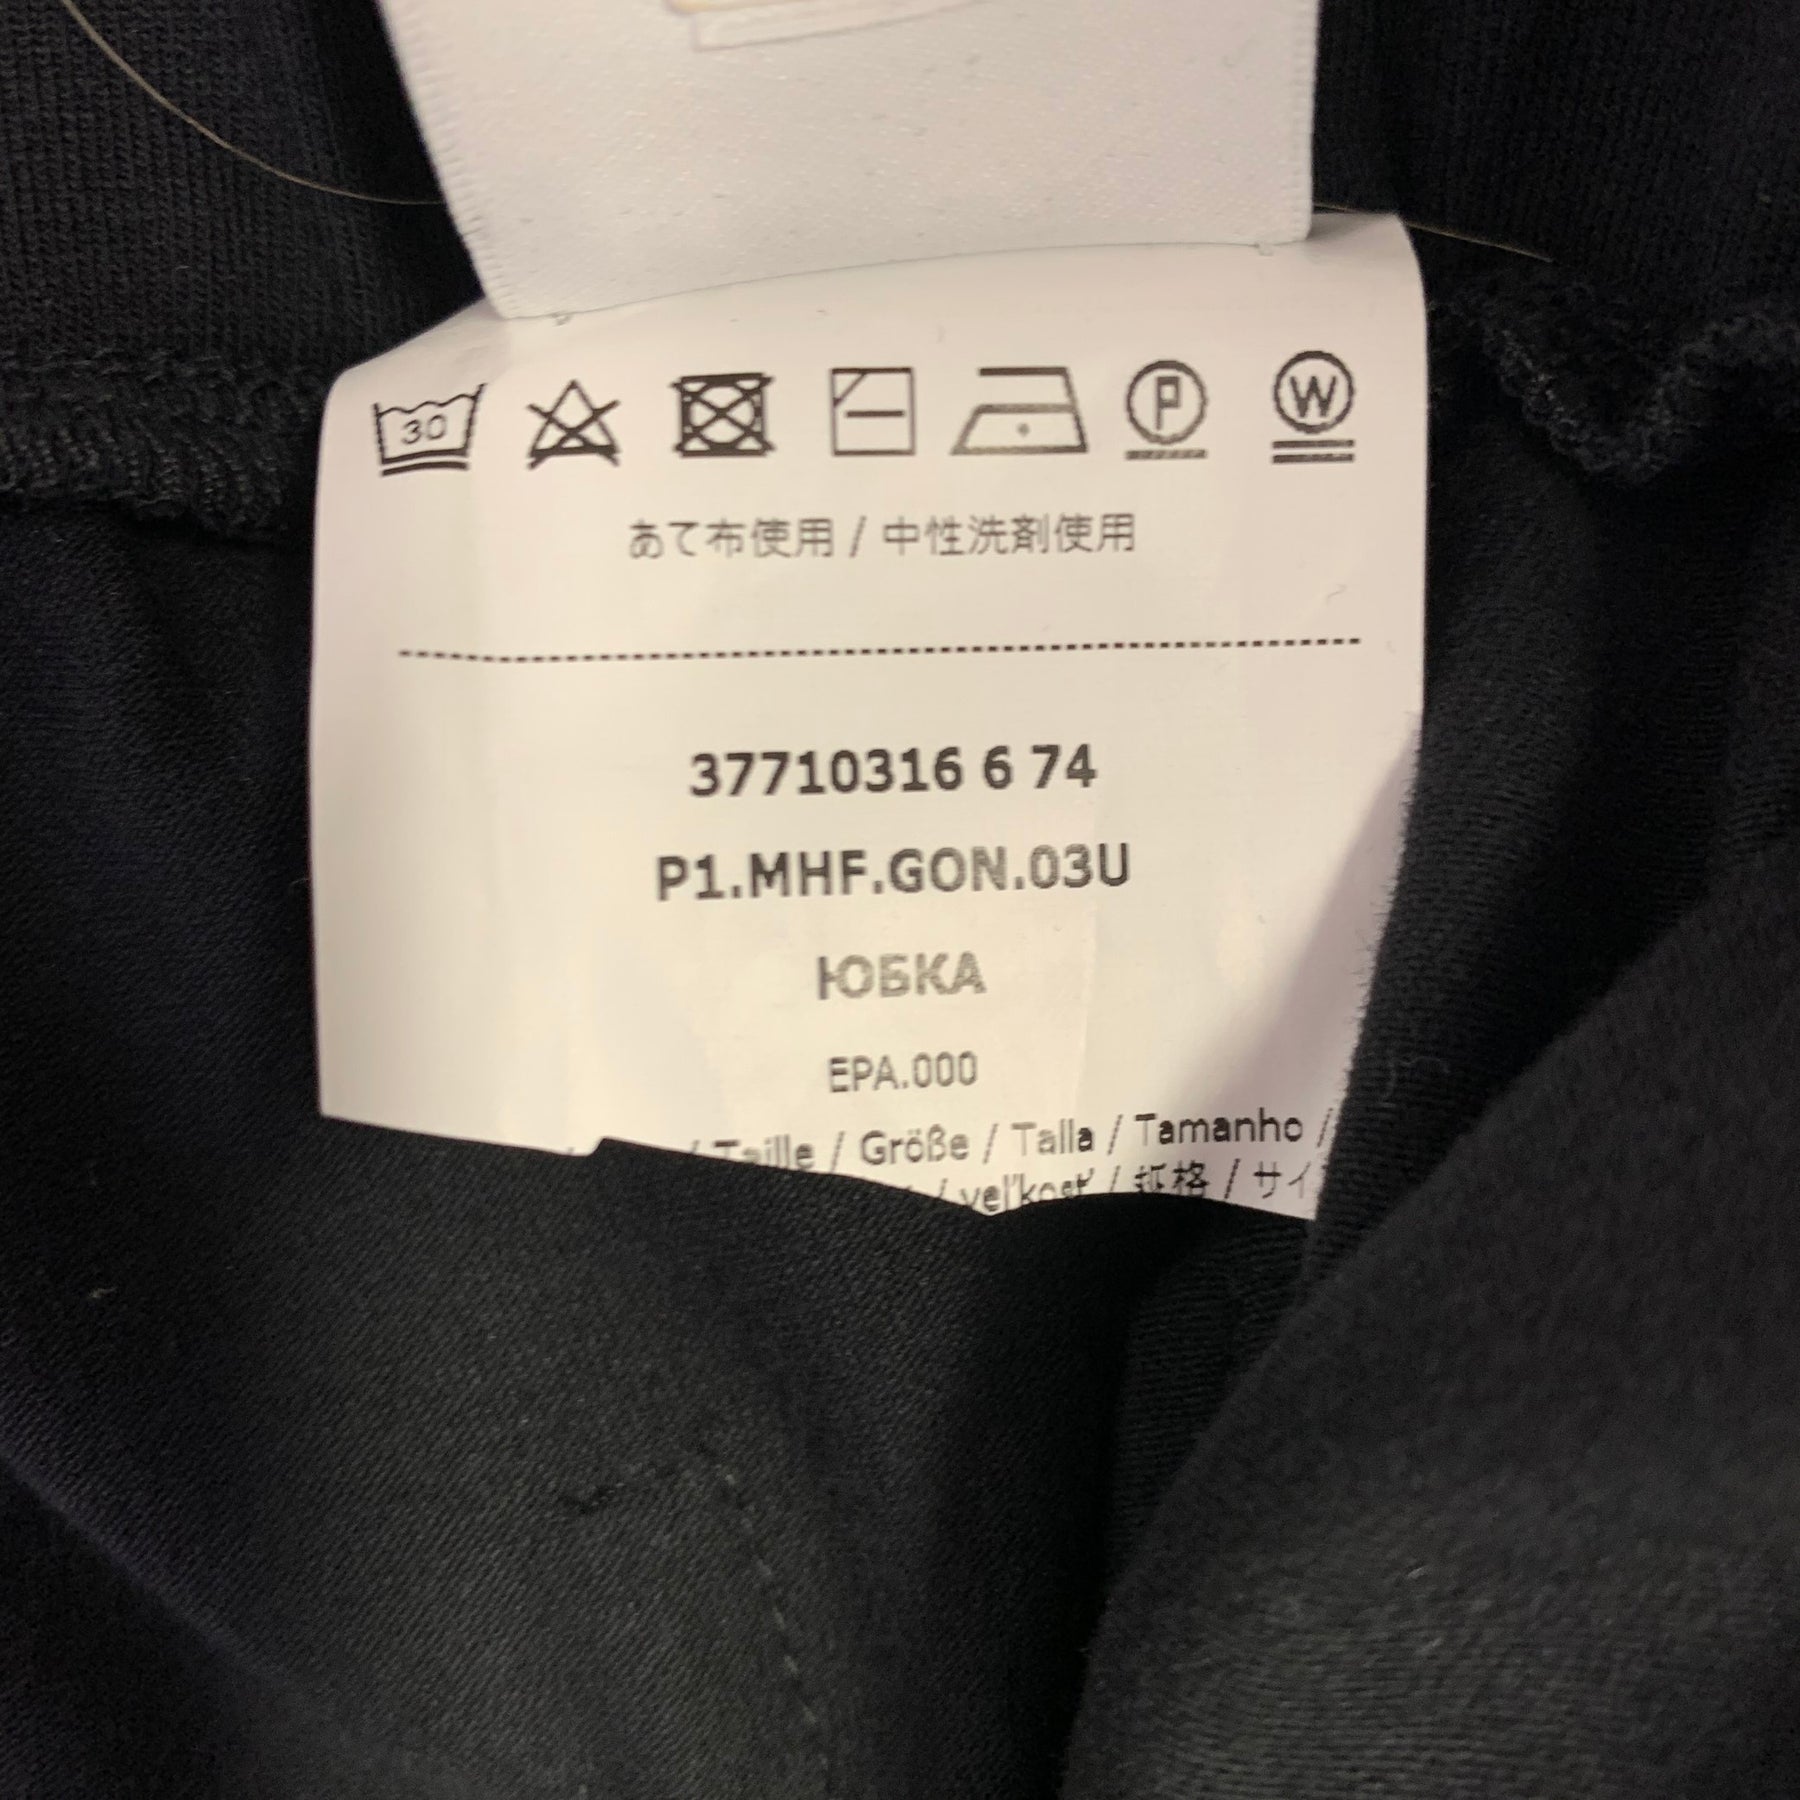 30 P W
あて布使用 / 中性洗剤使用
37710316 6 74
P1.MHF.GON.03U
ЮБКА
EPA.000
/ Taille / Größe / Talla / Tamanho /
/ veľkosť / 规格 / サイ